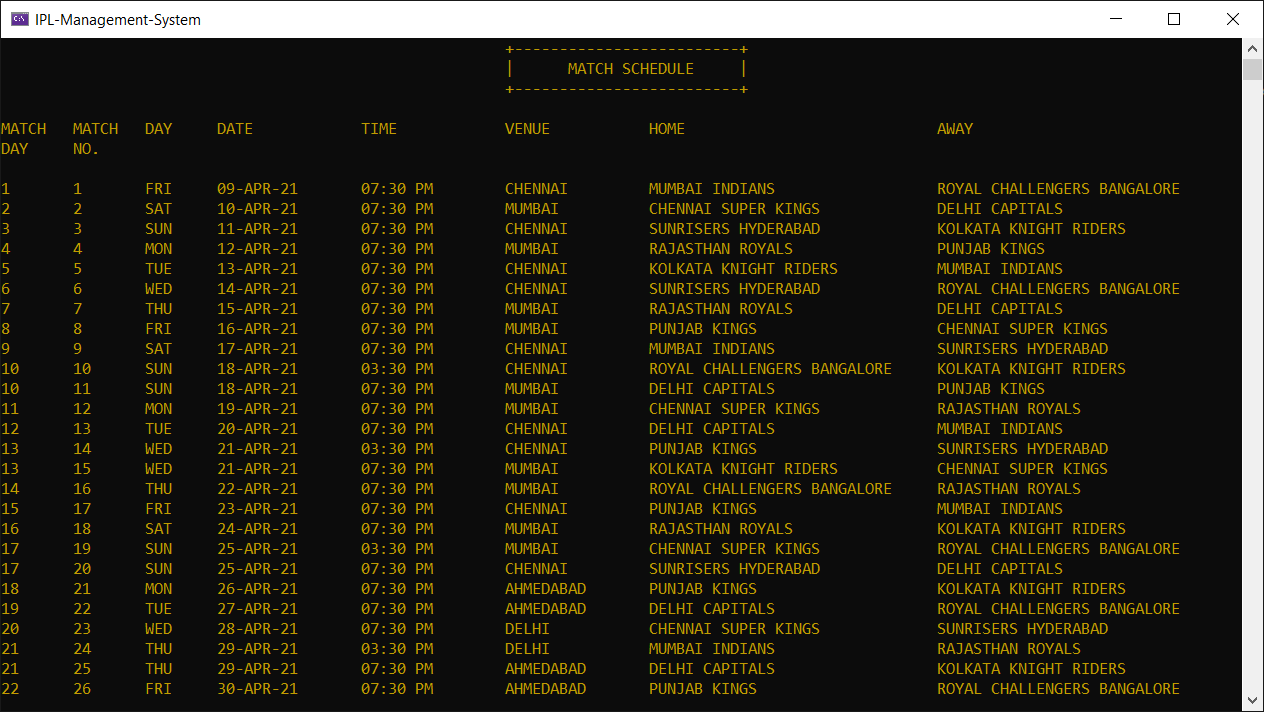 IPL-Management-System
+-------------------------+
| MATCH SCHEDULE |
+-------------------------+
MATCH MATCH DAY DATE TIME VENUE HOME AWAY
DAY NO.
1 1 FRI 09-APR-21 07:30 PM CHENNAI MUMBAI INDIANS ROYAL CHALLENGERS BANGALORE
2 2 SAT 10-APR-21 07:30 PM MUMBAI CHENNAI SUPER KINGS DELHI CAPITALS
3 3 SUN 11-APR-21 07:30 PM CHENNAI SUNRISERS HYDERABAD KOLKATA KNIGHT RIDERS
4 4 MON 12-APR-21 07:30 PM MUMBAI RAJASTHAN ROYALS PUNJAB KINGS
5 5 TUE 13-APR-21 07:30 PM CHENNAI KOLKATA KNIGHT RIDERS MUMBAI INDIANS
6 6 WED 14-APR-21 07:30 PM CHENNAI SUNRISERS HYDERABAD ROYAL CHALLENGERS BANGALORE
7 7 THU 15-APR-21 07:30 PM MUMBAI RAJASTHAN ROYALS DELHI CAPITALS
8 8 FRI 16-APR-21 07:30 PM MUMBAI PUNJAB KINGS CHENNAI SUPER KINGS
9 9 SAT 17-APR-21 07:30 PM CHENNAI MUMBAI INDIANS SUNRISERS HYDERABAD
10 10 SUN 18-APR-21 03:30 PM CHENNAI ROYAL CHALLENGERS BANGALORE KOLKATA KNIGHT RIDERS
10 11 SUN 18-APR-21 07:30 PM MUMBAI DELHI CAPITALS PUNJAB KINGS
11 12 MON 19-APR-21 07:30 PM MUMBAI CHENNAI SUPER KINGS RAJASTHAN ROYALS
12 13 TUE 20-APR-21 07:30 PM CHENNAI DELHI CAPITALS MUMBAI INDIANS
13 14 WED 21-APR-21 03:30 PM CHENNAI PUNJAB KINGS SUNRISERS HYDERABAD
13 15 WED 21-APR-21 07:30 PM MUMBAI KOLKATA KNIGHT RIDERS CHENNAI SUPER KINGS
14 16 THU 22-APR-21 07:30 PM MUMBAI ROYAL CHALLENGERS BANGALORE RAJASTHAN ROYALS
15 17 FRI 23-APR-21 07:30 PM CHENNAI PUNJAB KINGS MUMBAI INDIANS
16 18 SAT 24-APR-21 07:30 PM MUMBAI RAJASTHAN ROYALS KOLKATA KNIGHT RIDERS
17 19 SUN 25-APR-21 03:30 PM MUMBAI CHENNAI SUPER KINGS ROYAL CHALLENGERS BANGALORE
17 20 SUN 25-APR-21 07:30 PM CHENNAI SUNRISERS HYDERABAD DELHI CAPITALS
18 21 MON 26-APR-21 07:30 PM AHMEDABAD PUNJAB KINGS KOLKATA KNIGHT RIDERS
19 22 TUE 27-APR-21 07:30 PM AHMEDABAD DELHI CAPITALS ROYAL CHALLENGERS BANGALORE
20 23 WED 28-APR-21 07:30 PM DELHI CHENNAI SUPER KINGS SUNRISERS HYDERABAD
21 24 THU 29-APR-21 03:30 PM DELHI MUMBAI INDIANS RAJASTHAN ROYALS
21 25 THU 29-APR-21 07:30 PM AHMEDABAD DELHI CAPITALS KOLKATA KNIGHT RIDERS
22 26 FRI 30-APR-21 07:30 PM AHMEDABAD PUNJAB KINGS ROYAL CHALLENGERS BANGALORE